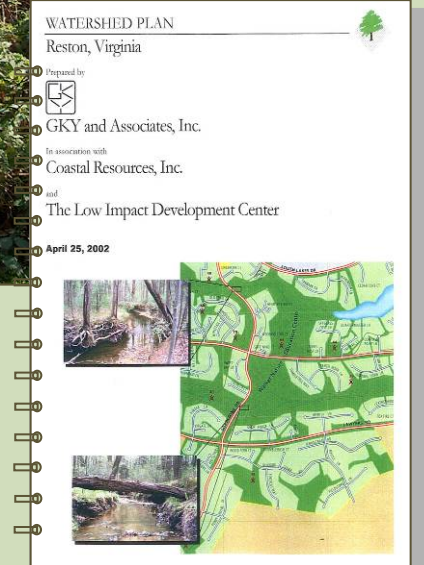 WATERSHED PLAN
Reston, Virginia
Prepared by
GKY
GKY and Associates, Inc.
In association with
Coastal Resources, Inc.
and
The Low Impact Development Center
April 25, 2002